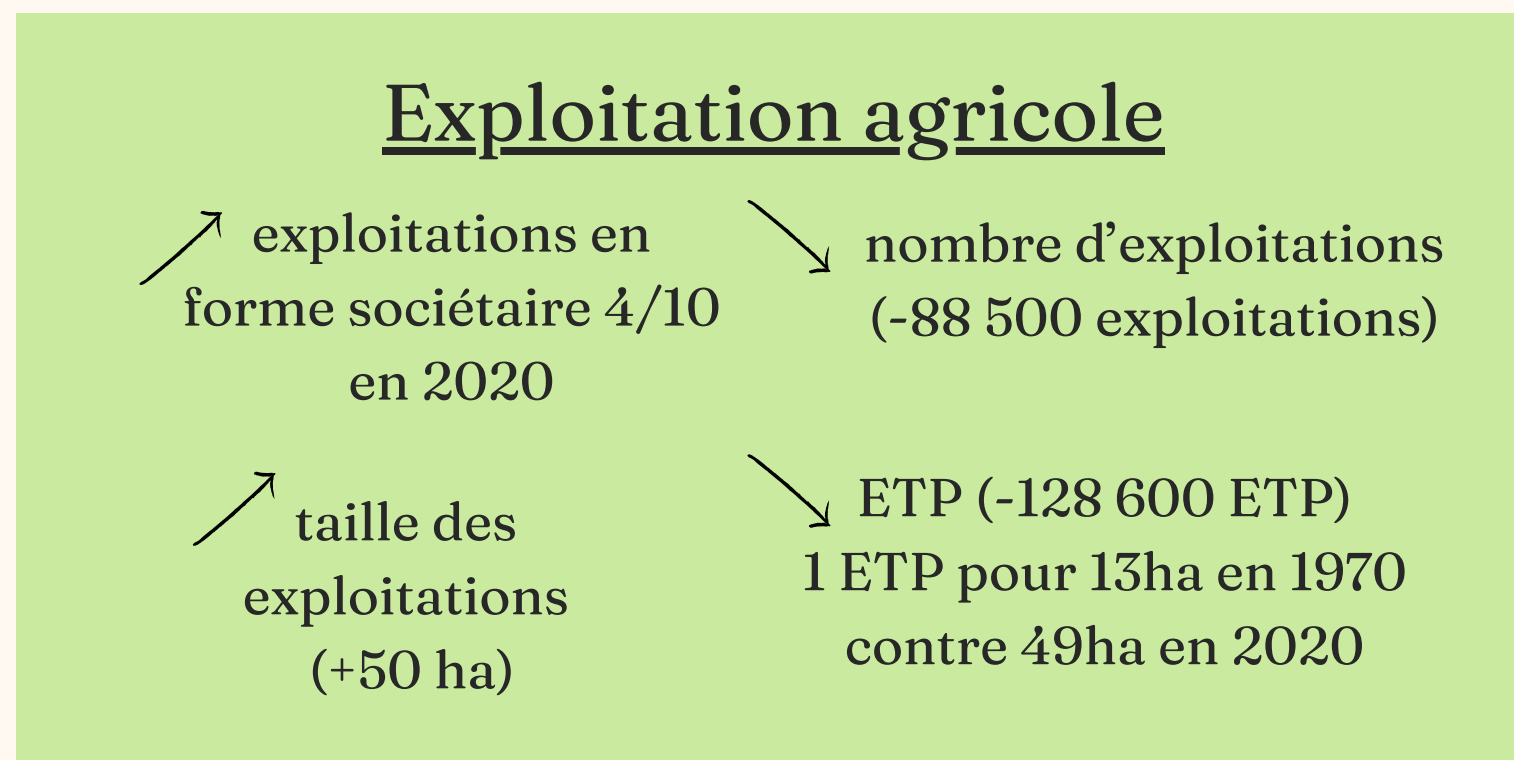 Exploitation agricole
exploitations en
forme sociétaire 4/10
en 2020
nombre d’exploitations
(-88 500 exploitations)
taille des
exploitations
(+50 ha)
ETP (-128 600 ETP)
1 ETP pour 13ha en 1970
contre 49ha en 2020